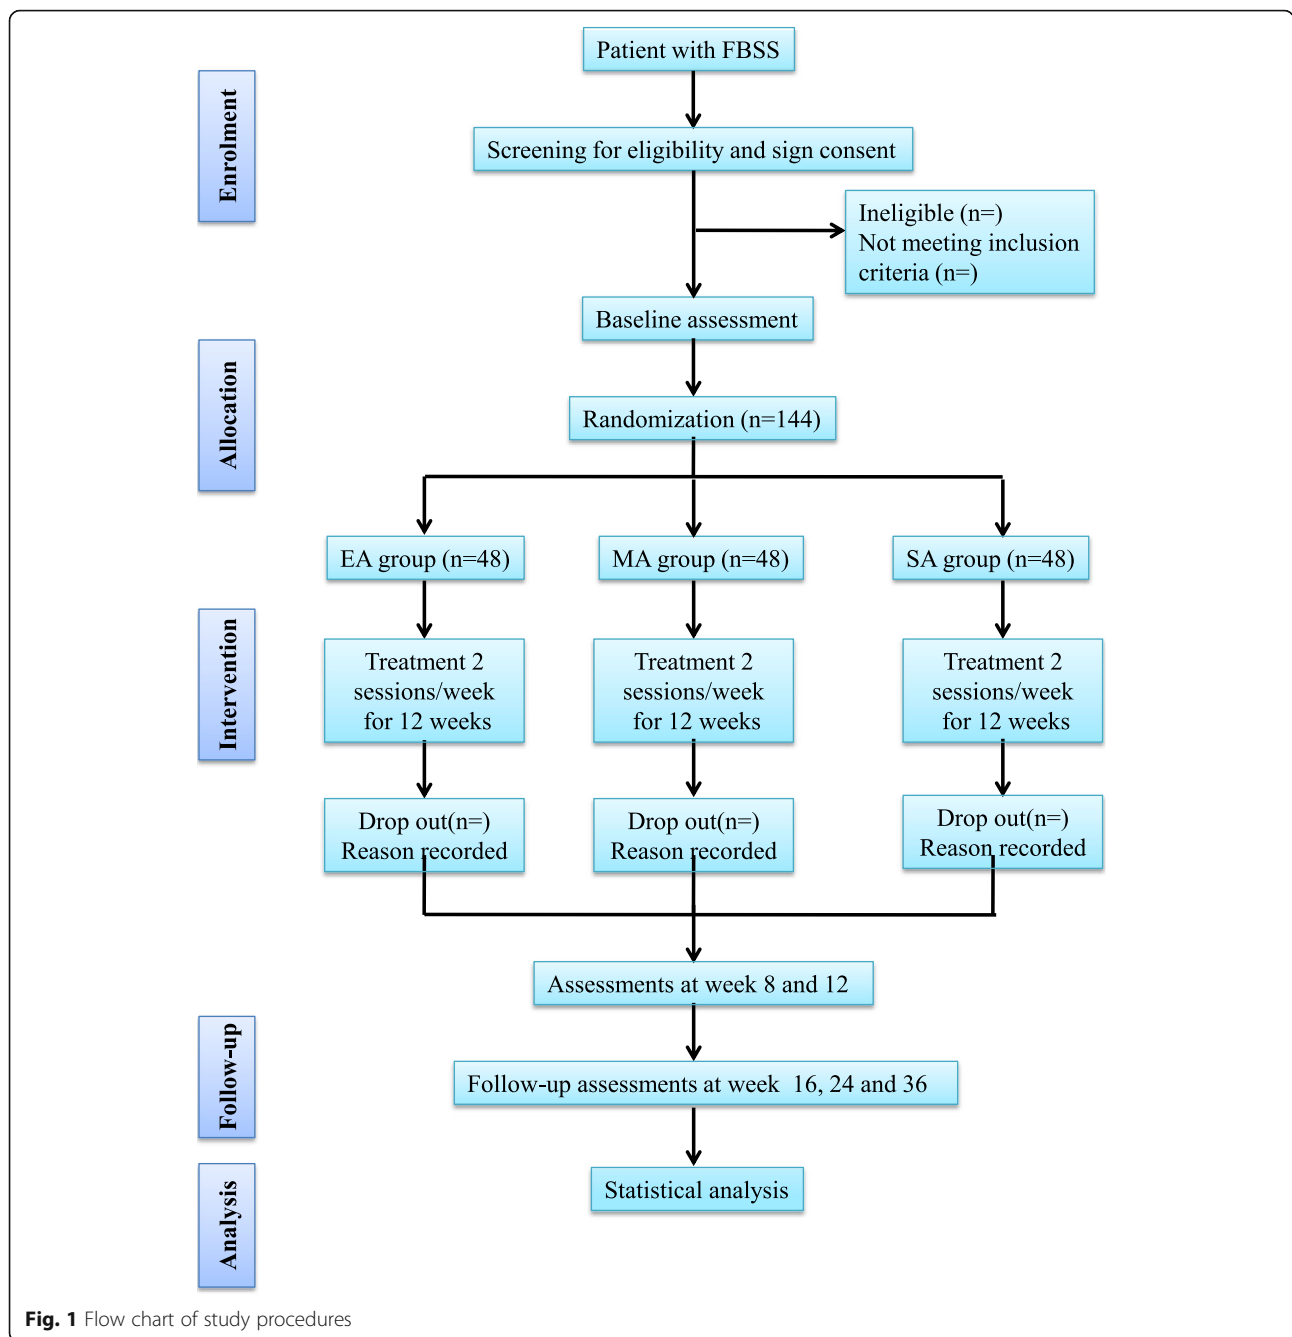 Patient with FBSS
Enrolment
Screening for eligibility and sign consent
Ineligible (n=)
Not meeting inclusion
criteria (n=)
Baseline assessment
Allocation
Randomization (n=144)
EA group (n=48)
MA group (n=48)
SA group (n=48)
Intervention
Treatment 2
sessions/week
for 12 weeks
Treatment 2
sessions/week
for 12 weeks
Treatment 2
sessions/week
for 12 weeks
Drop out(n=)
Reason recorded
Drop out(n=)
Reason recorded
Drop out(n=)
Reason recorded
Assessments at week 8 and 12
Follow-up
Follow-up assessments at week 16, 24 and 36
Analysis
Statistical analysis
Fig. 1 Flow chart of study procedures